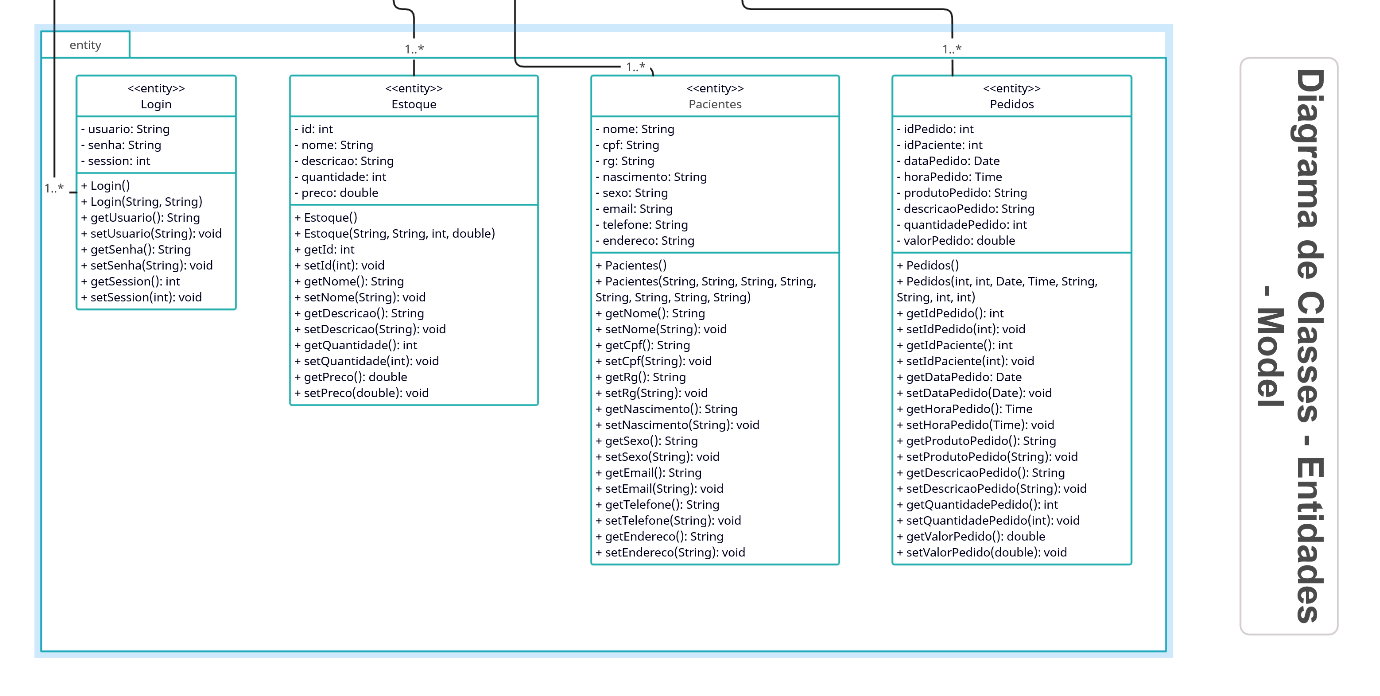 entity
1..*
1..*
1..*
1..*
<<entity>>
Login
- usuario: String
- senha: String
- session: int
+ Login()
+ Login(String, String)
+ getUsuario(): String
+ setUsuario(String): void
+ getSenha(): String
+ setSenha(String): void
+ getSession(): int
+ setSession(int): void
<<entity>>
Estoque
- id: int
- nome: String
- descricao: String
- quantidade: int
- preco: double
+ Estoque()
+ Estoque(String, String, int, double)
+ getId: int
+ setId(int): void
+ getNome(): String
+ setNome(String): void
+ getDescricao(): String
+ setDescricao(String): void
+ getQuantidade(): int
+ setQuantidade(int): void
+ getPreco(): double
+ setPreco(double): void
<<entity>>
Pacientes
- nome: String
- cpf: String
- rg: String
- nascimento: String
- sexo: String
- email: String
- telefone: String
- endereco: String
+ Pacientes()
+ Pacientes(String, String, String, String,
String, String, String, String)
+ getNome(): String
+ setNome(String): void
+ getCpf(): String
+ setCpf(String): void
+ getRg(): String
+ setRg(String): void
+ getNascimento(): String
+ setNascimento(String): void
+ getSexo(): String
+ setSexo(String): void
+ getEmail(): String
+ setEmail(String): void
+ getTelefone(): String
+ setTelefone(String): void
+ getEndereco(): String
+ setEndereco(String): void
<<entity>>
Pedidos
- idPedido: int
- idPaciente: int
- dataPedido: Date
- horaPedido: Time
- produtoPedido: String
- descricaoPedido: String
- quantidadePedido: int
- valorPedido: double
+ Pedidos()
+ Pedidos(int, int, Date, Time, String,
String, int, int)
+ getIdPedido(): int
+ setIdPedido(int): void
+ getIdPaciente(): int
+ setIdPaciente(int): void
+ getDataPedido: Date
+ setDataPedido(Date): void
+ getHoraPedido(): Time
+ setHoraPedido(Time): void
+ getProdutoPedido(): String
+ setProdutoPedido(String): void
+ getDescricaoPedido(): String
+ setDescricaoPedido(String): void
+ getQuantidadePedido(): int
+ setQuantidadePedido(int): void
+ getValorPedido(): double
+ setValorPedido(double): void
Diagrama de Classes - Entidades
- Model